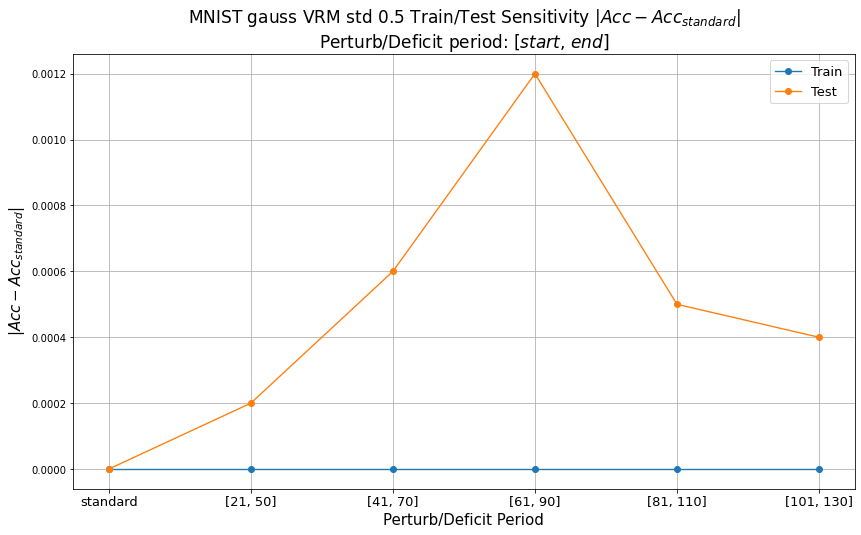 MNIST gauss VRM std 0.5 Train/Test Sensitivity |Acc − Acc_standard|
Perturb/Deficit period: [start, end]
Train
Test
|Acc − Acc_standard|
0.0012
0.0010
0.0008
0.0006
0.0004
0.0002
0.0000
standard [21, 50] [41, 70] [61, 90] [81, 110] [101, 130]
Perturb/Deficit Period